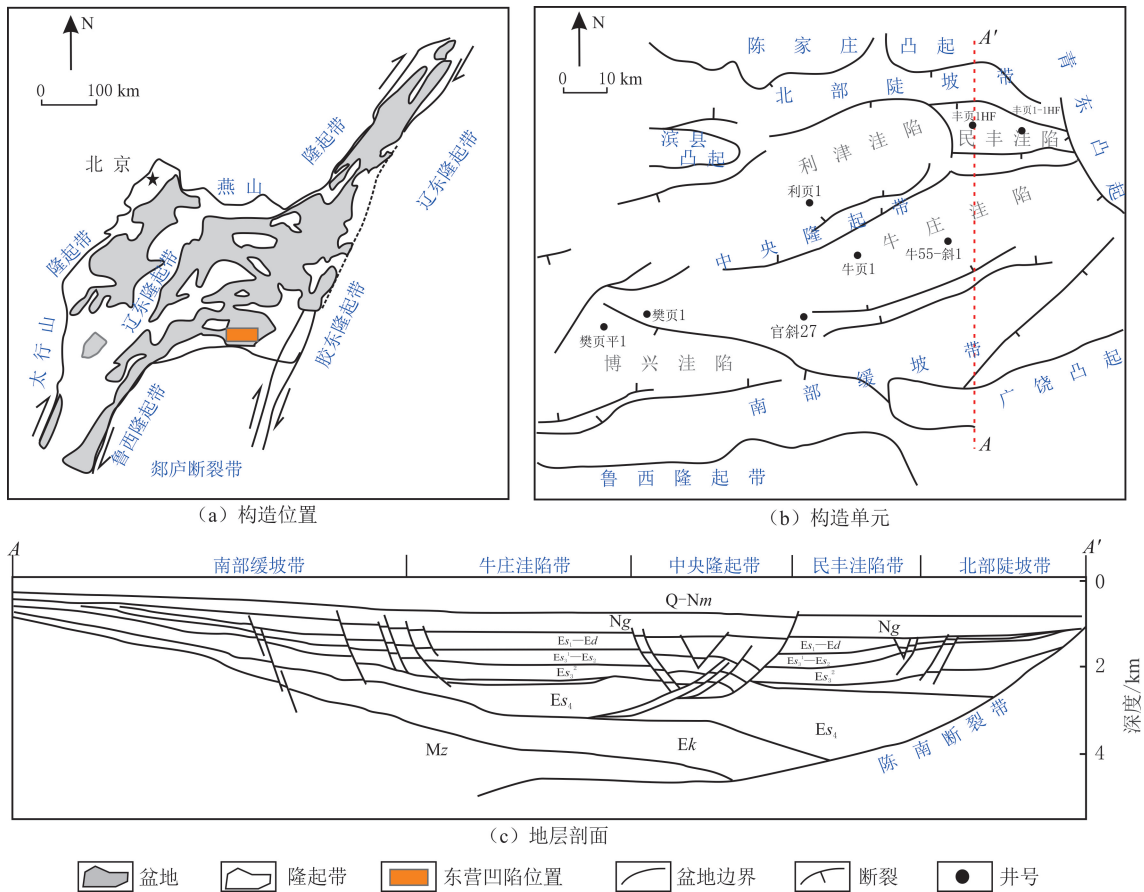 N
0 100 km
北京
燕山
隆起带
辽东隆起带
隆起带
辽东隆起带
太行山
胶东隆起带
鲁西隆起带
郯庐断裂带
(a) 构造位置
N
0 10 km
陈家庄凸起
A′
北部陡坡带
青东凸起
滨县
凸起
利津洼陷
丰页1HF
丰页1-1HF
民丰洼陷
利页1
中央隆起带
牛庄洼陷
牛页1
牛55-斜1
樊页1
樊页平1
官斜27
博兴洼陷
南部缓坡带
广饶凸起
A
鲁西隆起带
(b) 构造单元
A
A′
南部缓坡带
牛庄洼陷带
中央隆起带
民丰洼陷带
北部陡坡带
0
Q-Nm
Ng
Ng
Es₁—Ed
Es₁—Ed
Es₃¹—Es₂
Es₃¹—Es₂
Es₃²
Es₃²
2
Es₄
Es₄
Mz
Ek
陈南断裂带
4
深度/km
(c) 地层剖面
盆地
隆起带
东营凹陷位置
盆地边界
断裂
井号